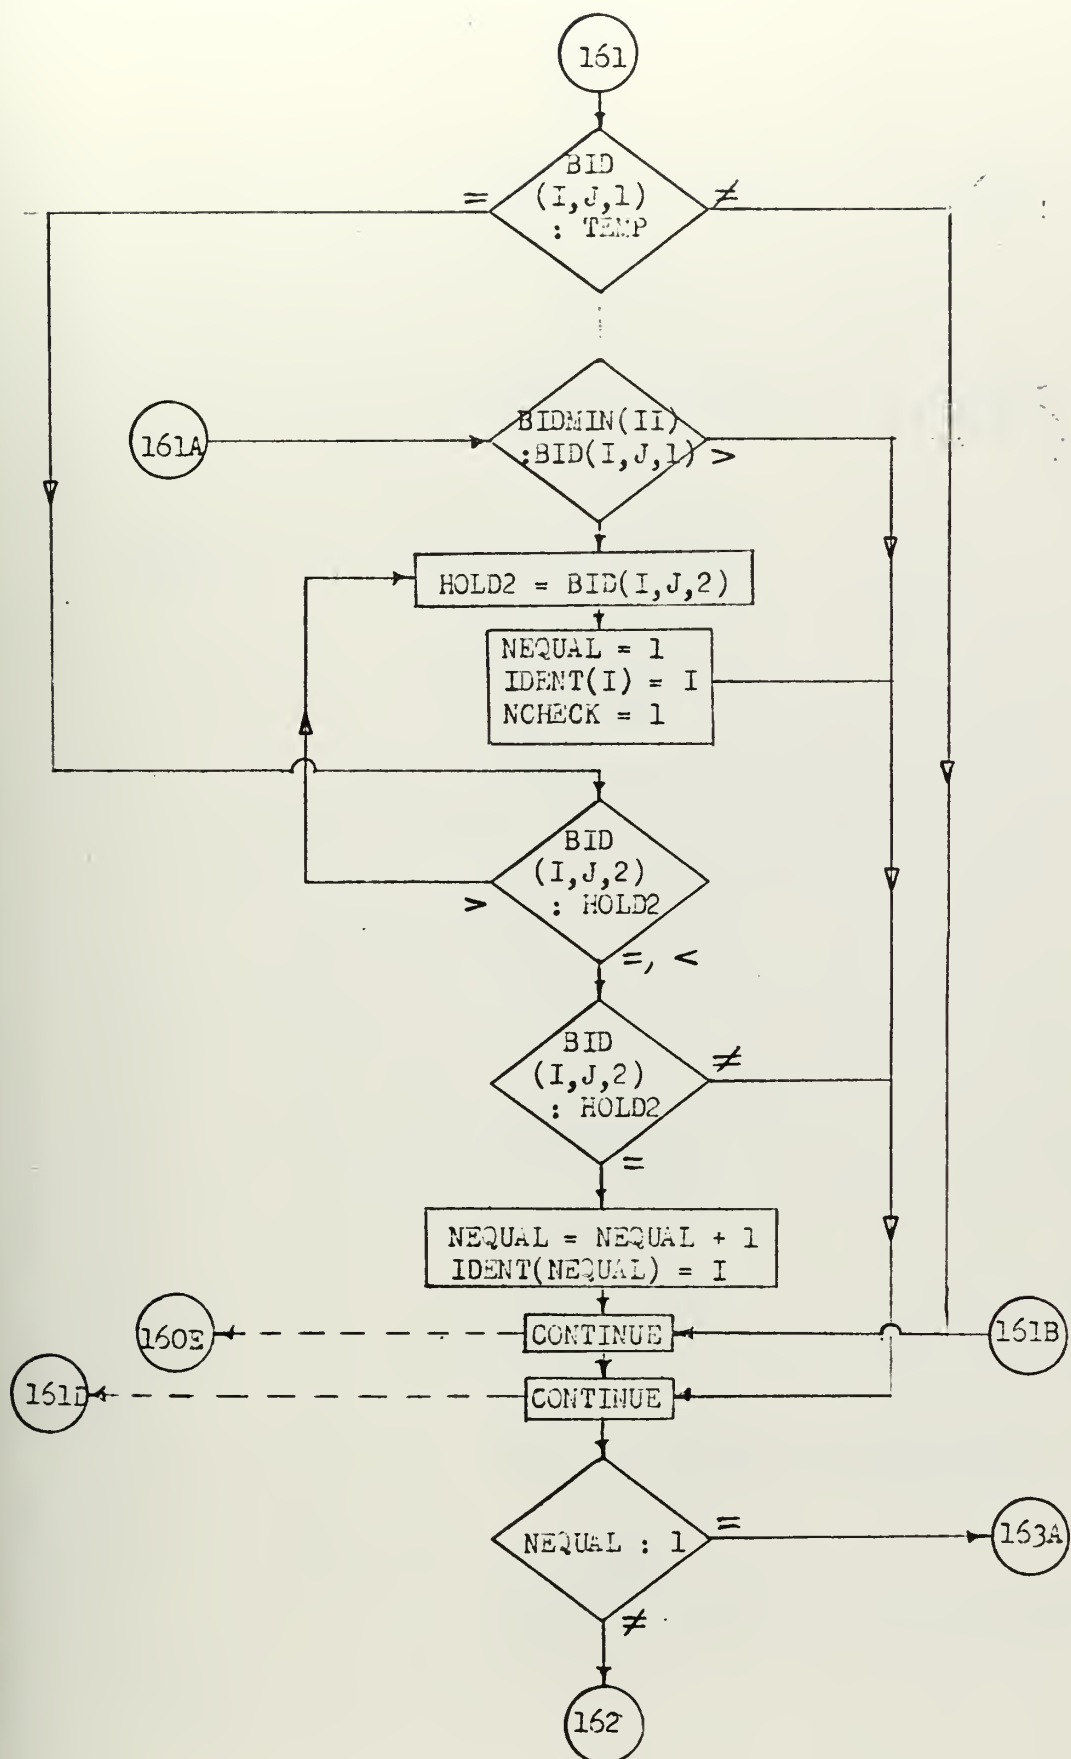 161
BID
= (I,J,1) ≠
: TEMP
161A
BIDMIN(II)
:BID(I,J,1) >
HOLD2 = BID(I,J,2)
NEQUAL = 1
IDENT(I) = I
NCHECK = 1
BID
(I,J,2)
> : HOLD2
=, <
BID
(I,J,2) ≠
: HOLD2
=
NEQUAL = NEQUAL + 1
IDENT(NEQUAL) = I
160E CONTINUE 161B
161D CONTINUE
NEQUAL : 1 = 163A
≠
162